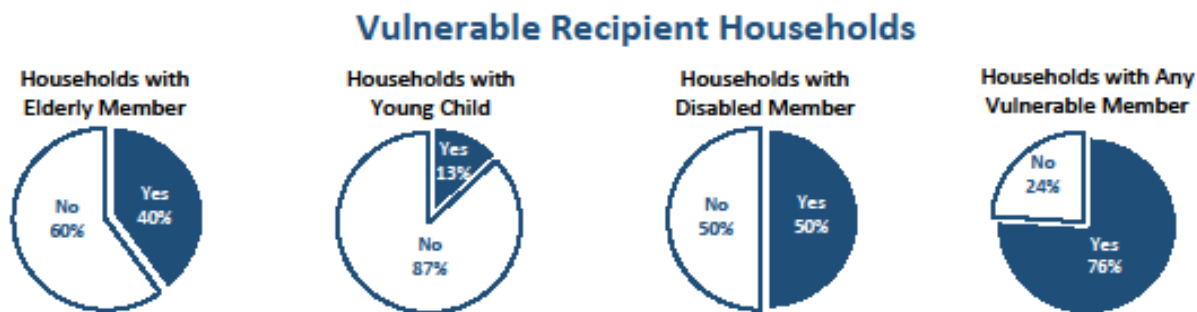 Vulnerable Recipient Households
Households with
Elderly Member
Yes
40%
No
60%
Households with
Young Child
Yes
13%
No
87%
Households with
Disabled Member
No
50%
Yes
50%
Households with Any
Vulnerable Member
No
24%
Yes
76%